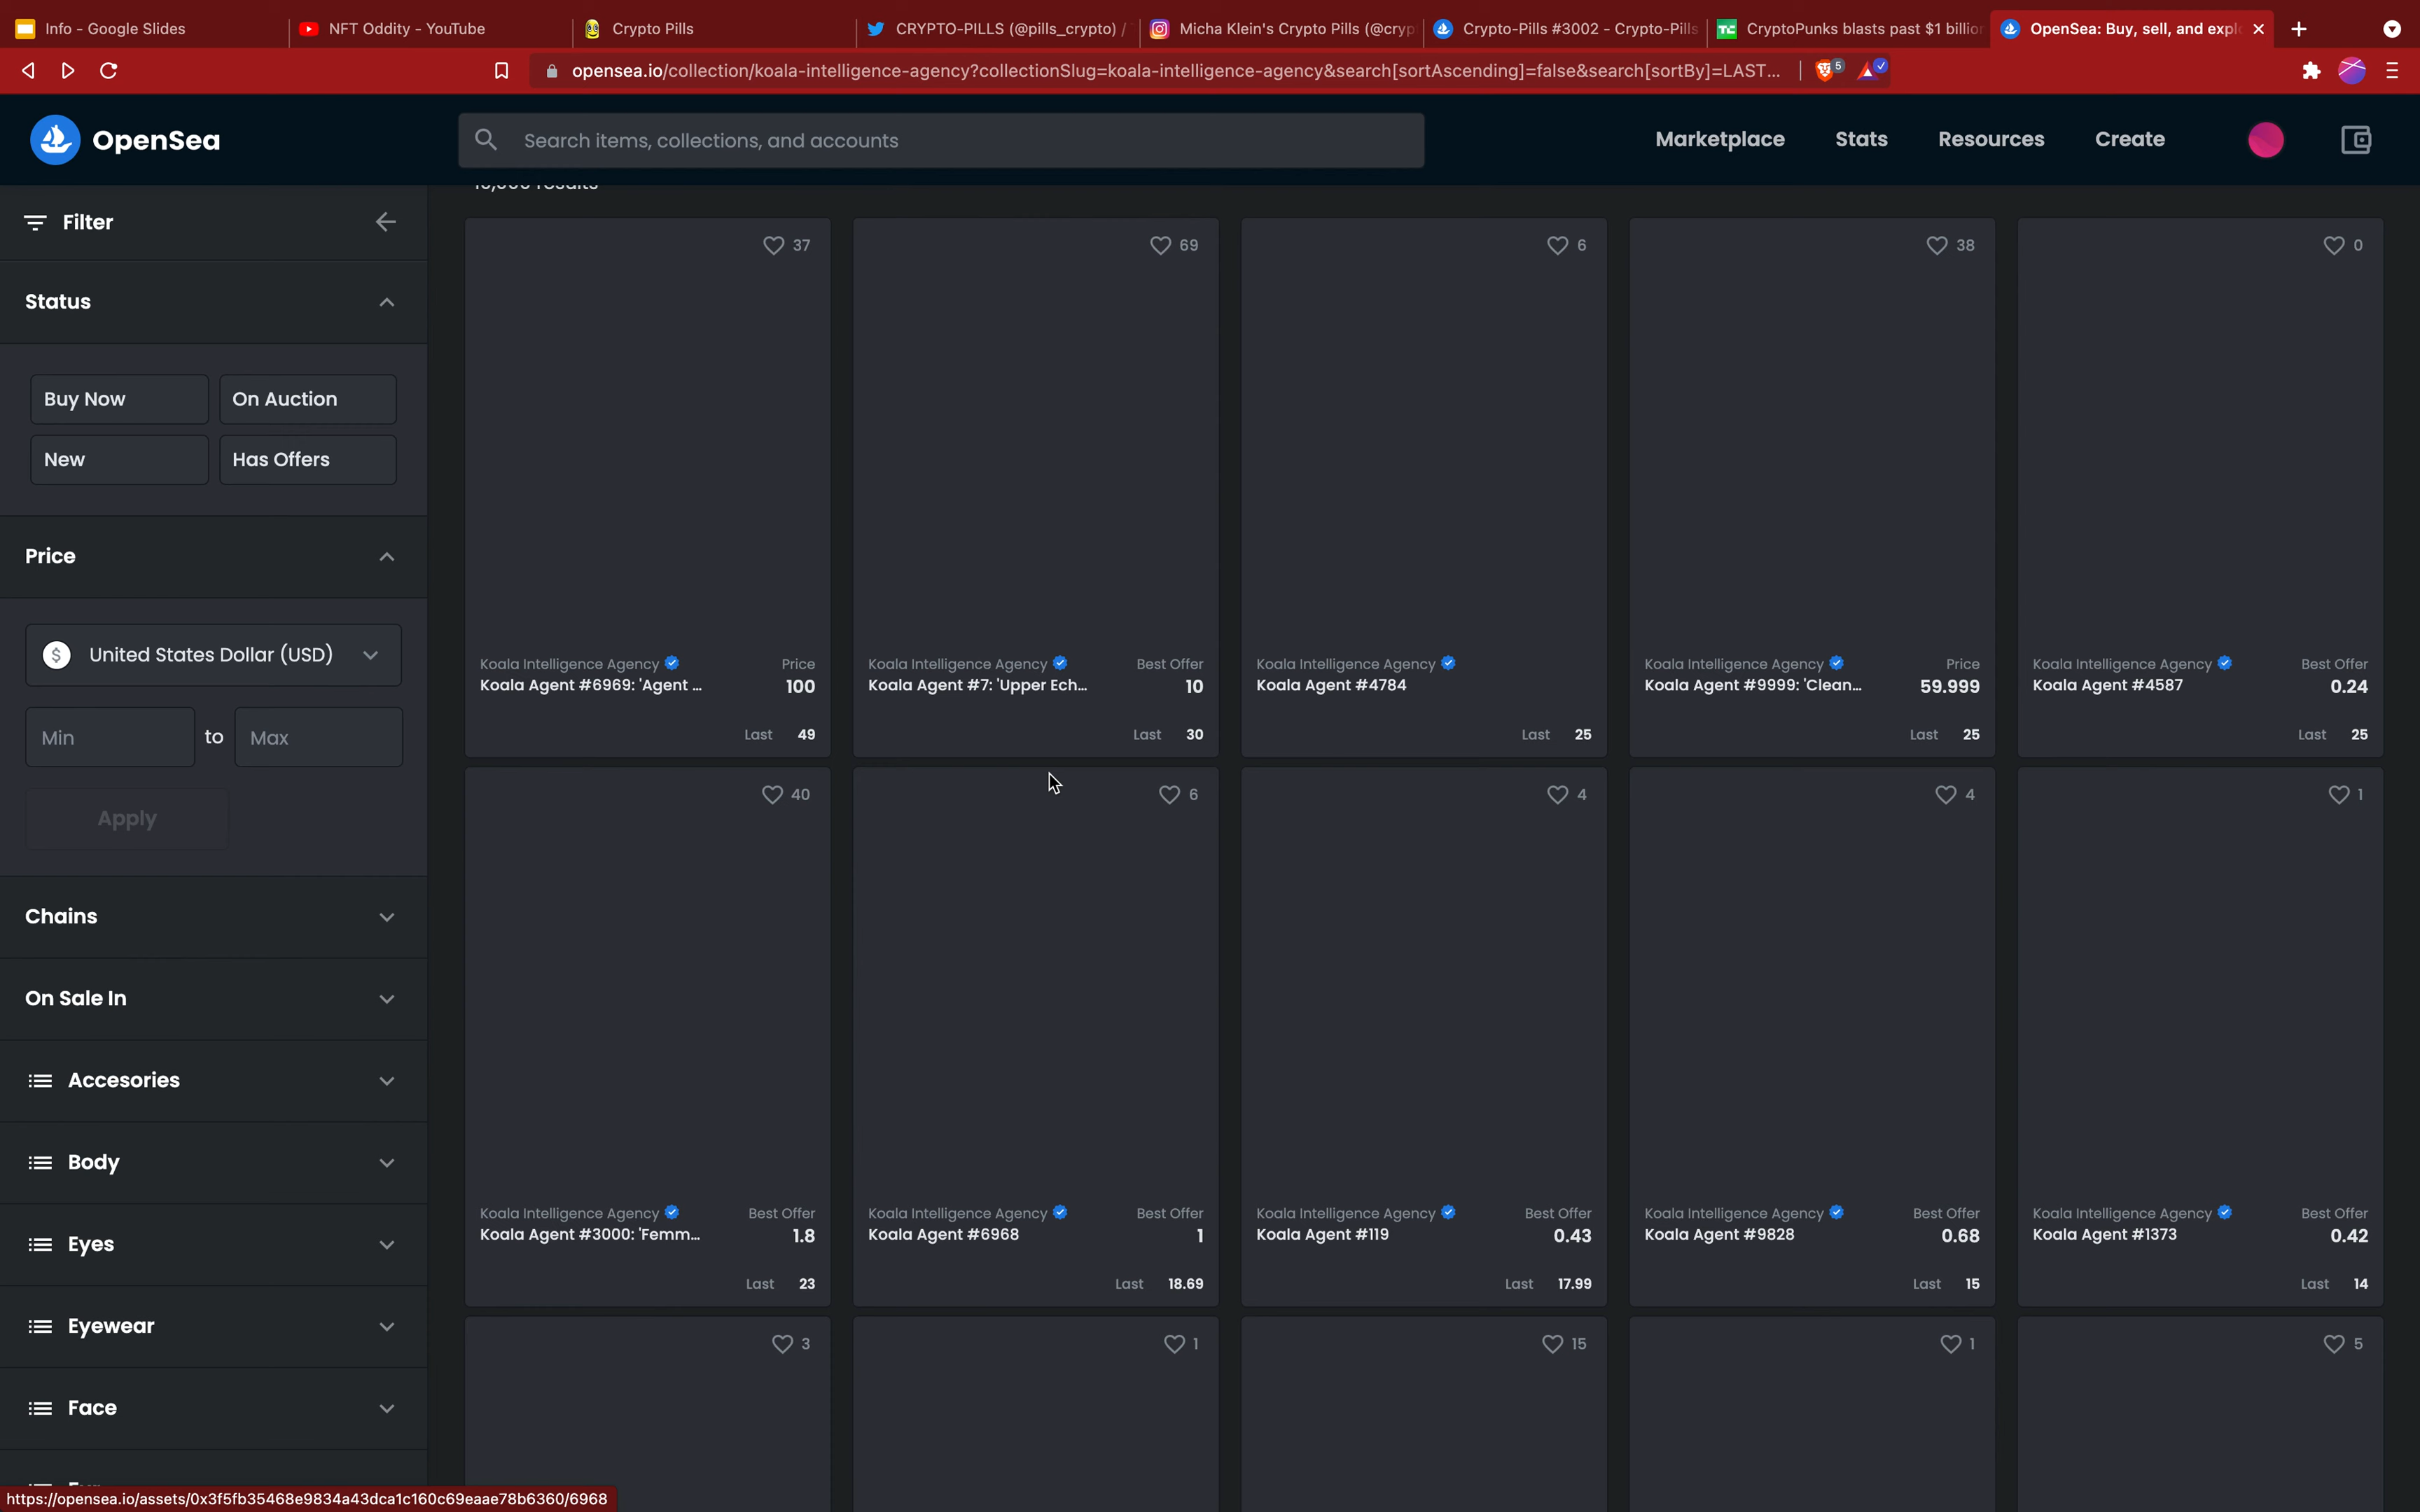 Info - Google Slides
NFT Oddity - YouTube
Crypto Pills
CRYPTO-PILLS (@pills_crypto) /
Micha Klein's Crypto Pills (@cryp
Crypto-Pills #3002 - Crypto-Pills
TC CryptoPunks blasts past $1 billion
OpenSea: Buy, sell, and explo
opensea.io/collection/koala-intelligence-agency?collectionSlug=koala-intelligence-agency&search[sortAscending]=false&search[sortBy]=LAST...
5
OpenSea
Search items, collections, and accounts
Marketplace
Stats
Resources
Create
Filter
Status
Buy Now
On Auction
New
Has Offers
Price
$ United States Dollar (USD)
Min
to
Max
Apply
Chains
On Sale In
Accesories
Body
Eyes
Eyewear
Face
results
37
69
6
38
0
Koala Intelligence Agency Price
Koala Agent #6969: 'Agent ... 100
Last 49
Koala Intelligence Agency Best Offer
Koala Agent #7: 'Upper Ech... 10
Last 30
Koala Intelligence Agency
Koala Agent #4784
Last 25
Koala Intelligence Agency Price
Koala Agent #9999: 'Clean... 59.999
Last 25
Koala Intelligence Agency Best Offer
Koala Agent #4587 0.24
Last 25
40
6
4
4
1
Koala Intelligence Agency Best Offer
Koala Agent #3000: 'Femm... 1.8
Last 23
Koala Intelligence Agency Best Offer
Koala Agent #6968 1
Last 18.69
Koala Intelligence Agency Best Offer
Koala Agent #119 0.43
Last 17.99
Koala Intelligence Agency Best Offer
Koala Agent #9828 0.68
Last 15
Koala Intelligence Agency Best Offer
Koala Agent #1373 0.42
Last 14
3
1
15
1
5
https://opensea.io/assets/0x3f5fb35468e9834a43dca1c160c69eaae78b6360/6968